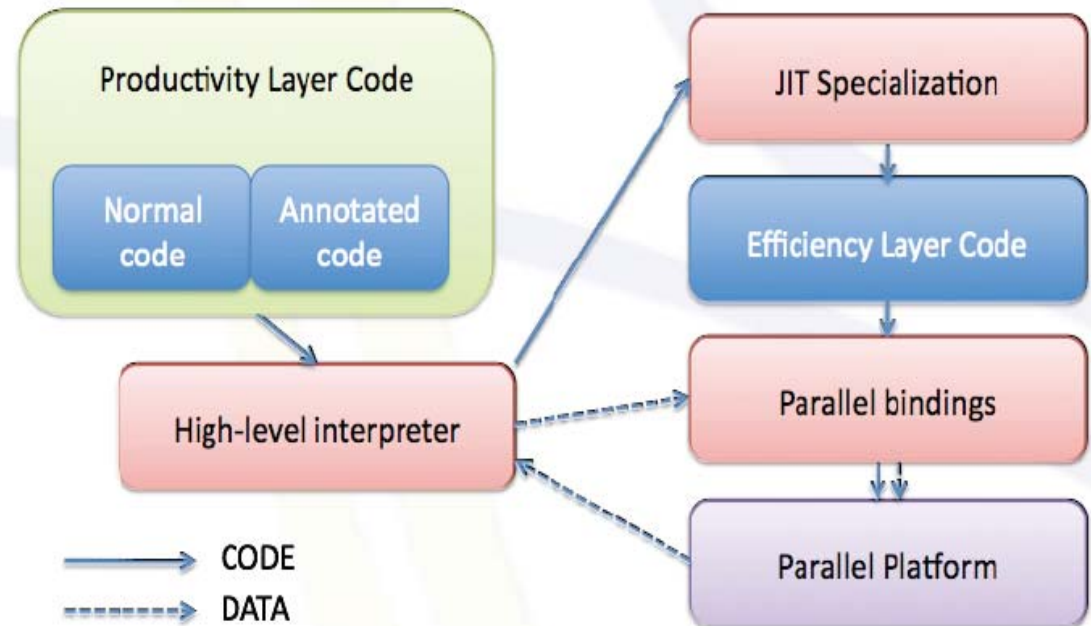 Productivity Layer Code
Normal
code
Annotated
code
High-level interpreter
JIT Specialization
Efficiency Layer Code
Parallel bindings
Parallel Platform
CODE
DATA